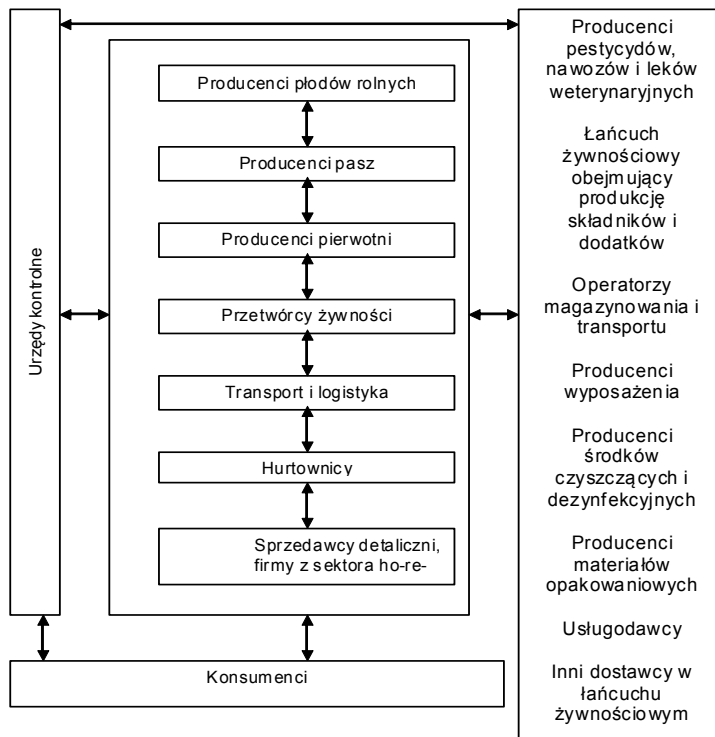 Urzędy kontrolne
Producenci płodów rolnych
Producenci pasz
Producenci pierwotni
Przetwórcy żywności
Transport i logistyka
Hurtownicy
Sprzedawcy detaliczni,
firmy z sektora ho-re-
Konsumenci
Producenci
pestycydów,
nawozów i leków
weterynaryjnych
Łańcuch
żywnościowy
obejmujący
produkcję
składników i
dodatków
Operatorzy
magazynowania i
transportu
Producenci
wyposażenia
Producenci
środków
czyszczących i
dezynfekcyjnych
Producenci
materiałów
opakowaniowych
Usługodawcy
Inni dostawcy w
łańcuchu
żywnościowym